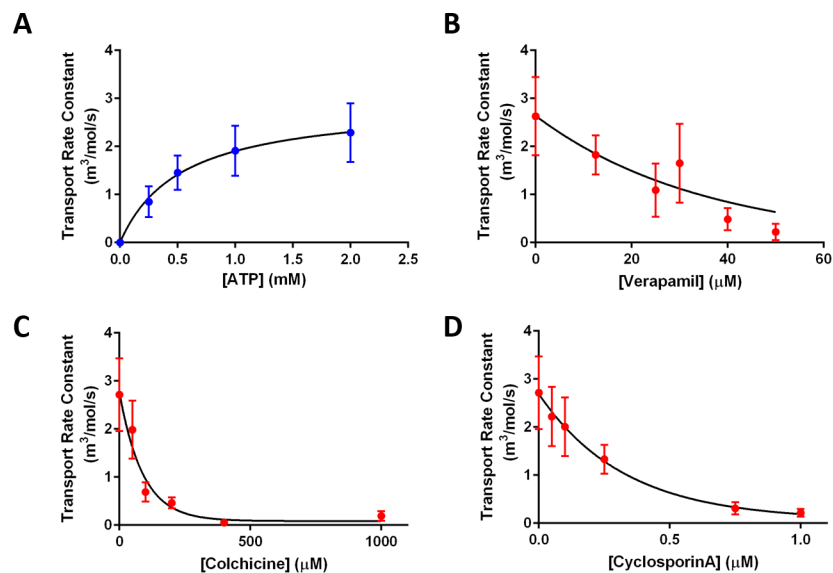 A
Transport Rate Constant
(m³/mol/s)
4
3
2
1
0
0.0 0.5 1.0 1.5 2.0 2.5
[ATP] (mM)
B
Transport Rate Constant
(m³/mol/s)
4
3
2
1
0
0 20 40 60
[Verapamil] (μM)
C
Transport Rate Constant
(m³/mol/s)
4
3
2
1
0
0 500 1000
[Colchicine] (μM)
D
Transport Rate Constant
(m³/mol/s)
4
3
2
1
0
0.0 0.5 1.0
[CyclosporinA] (μM)